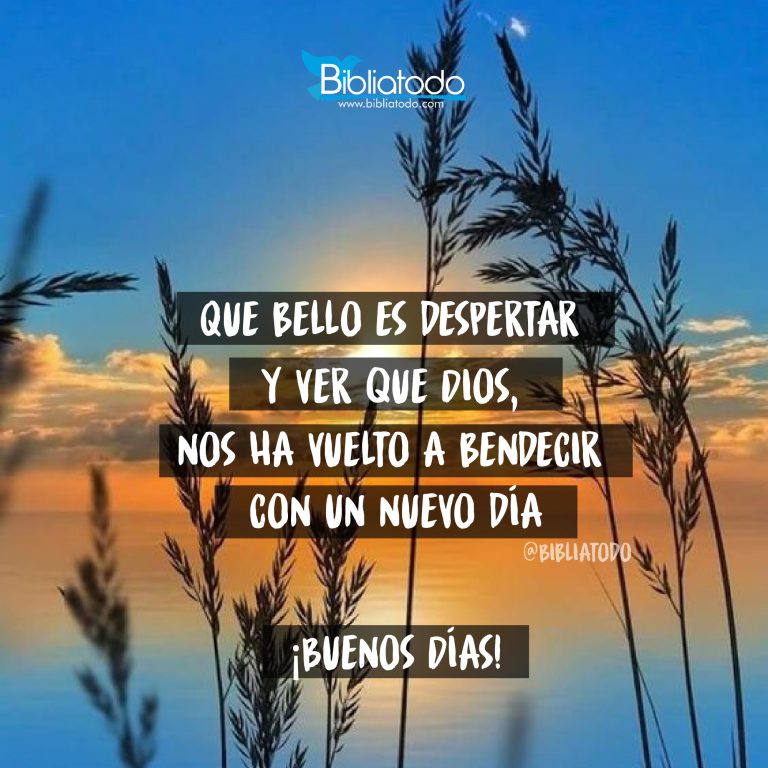 Bibliatodo
www.bibliatodo.com
QUE BELLO ES DESPERTAR
Y VER QUE DIOS,
NOS HA VUELTO A BENDECIR
CON UN NUEVO DÍA
@BIBLIATODO
¡BUENOS DÍAS!